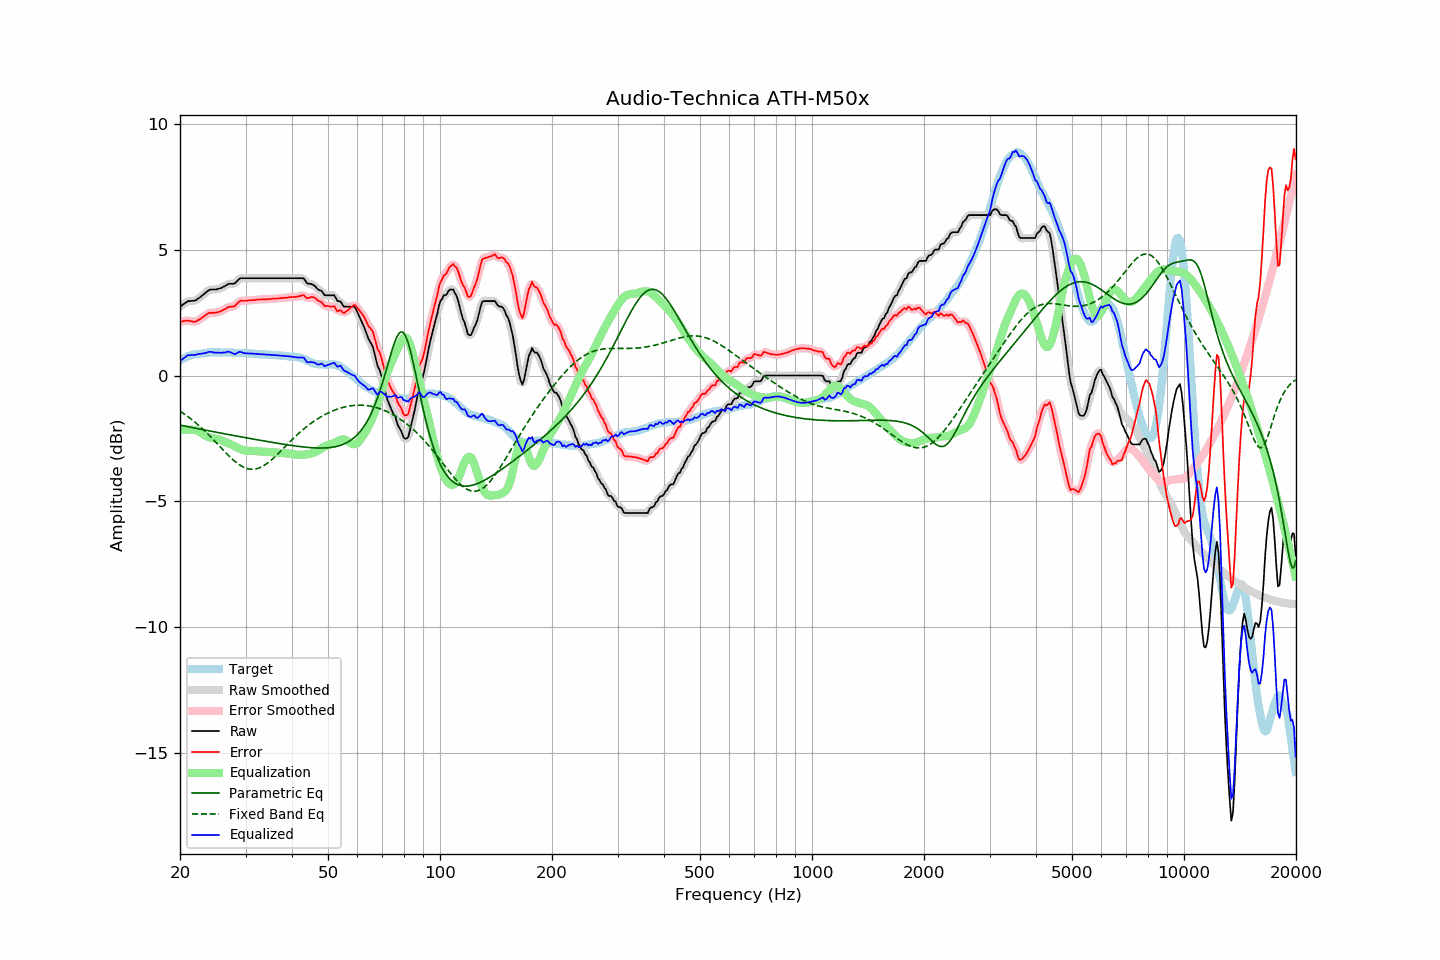 Audio-Technica ATH-M50x
10
5
0
−5
−10
−15
Amplitude (dBr)
Target
Raw Smoothed
Error Smoothed
Raw
Error
Equalization
Parametric Eq
Fixed Band Eq
Equalized
20 50 100 200 500 1000 2000 5000 10000 20000
Frequency (Hz)